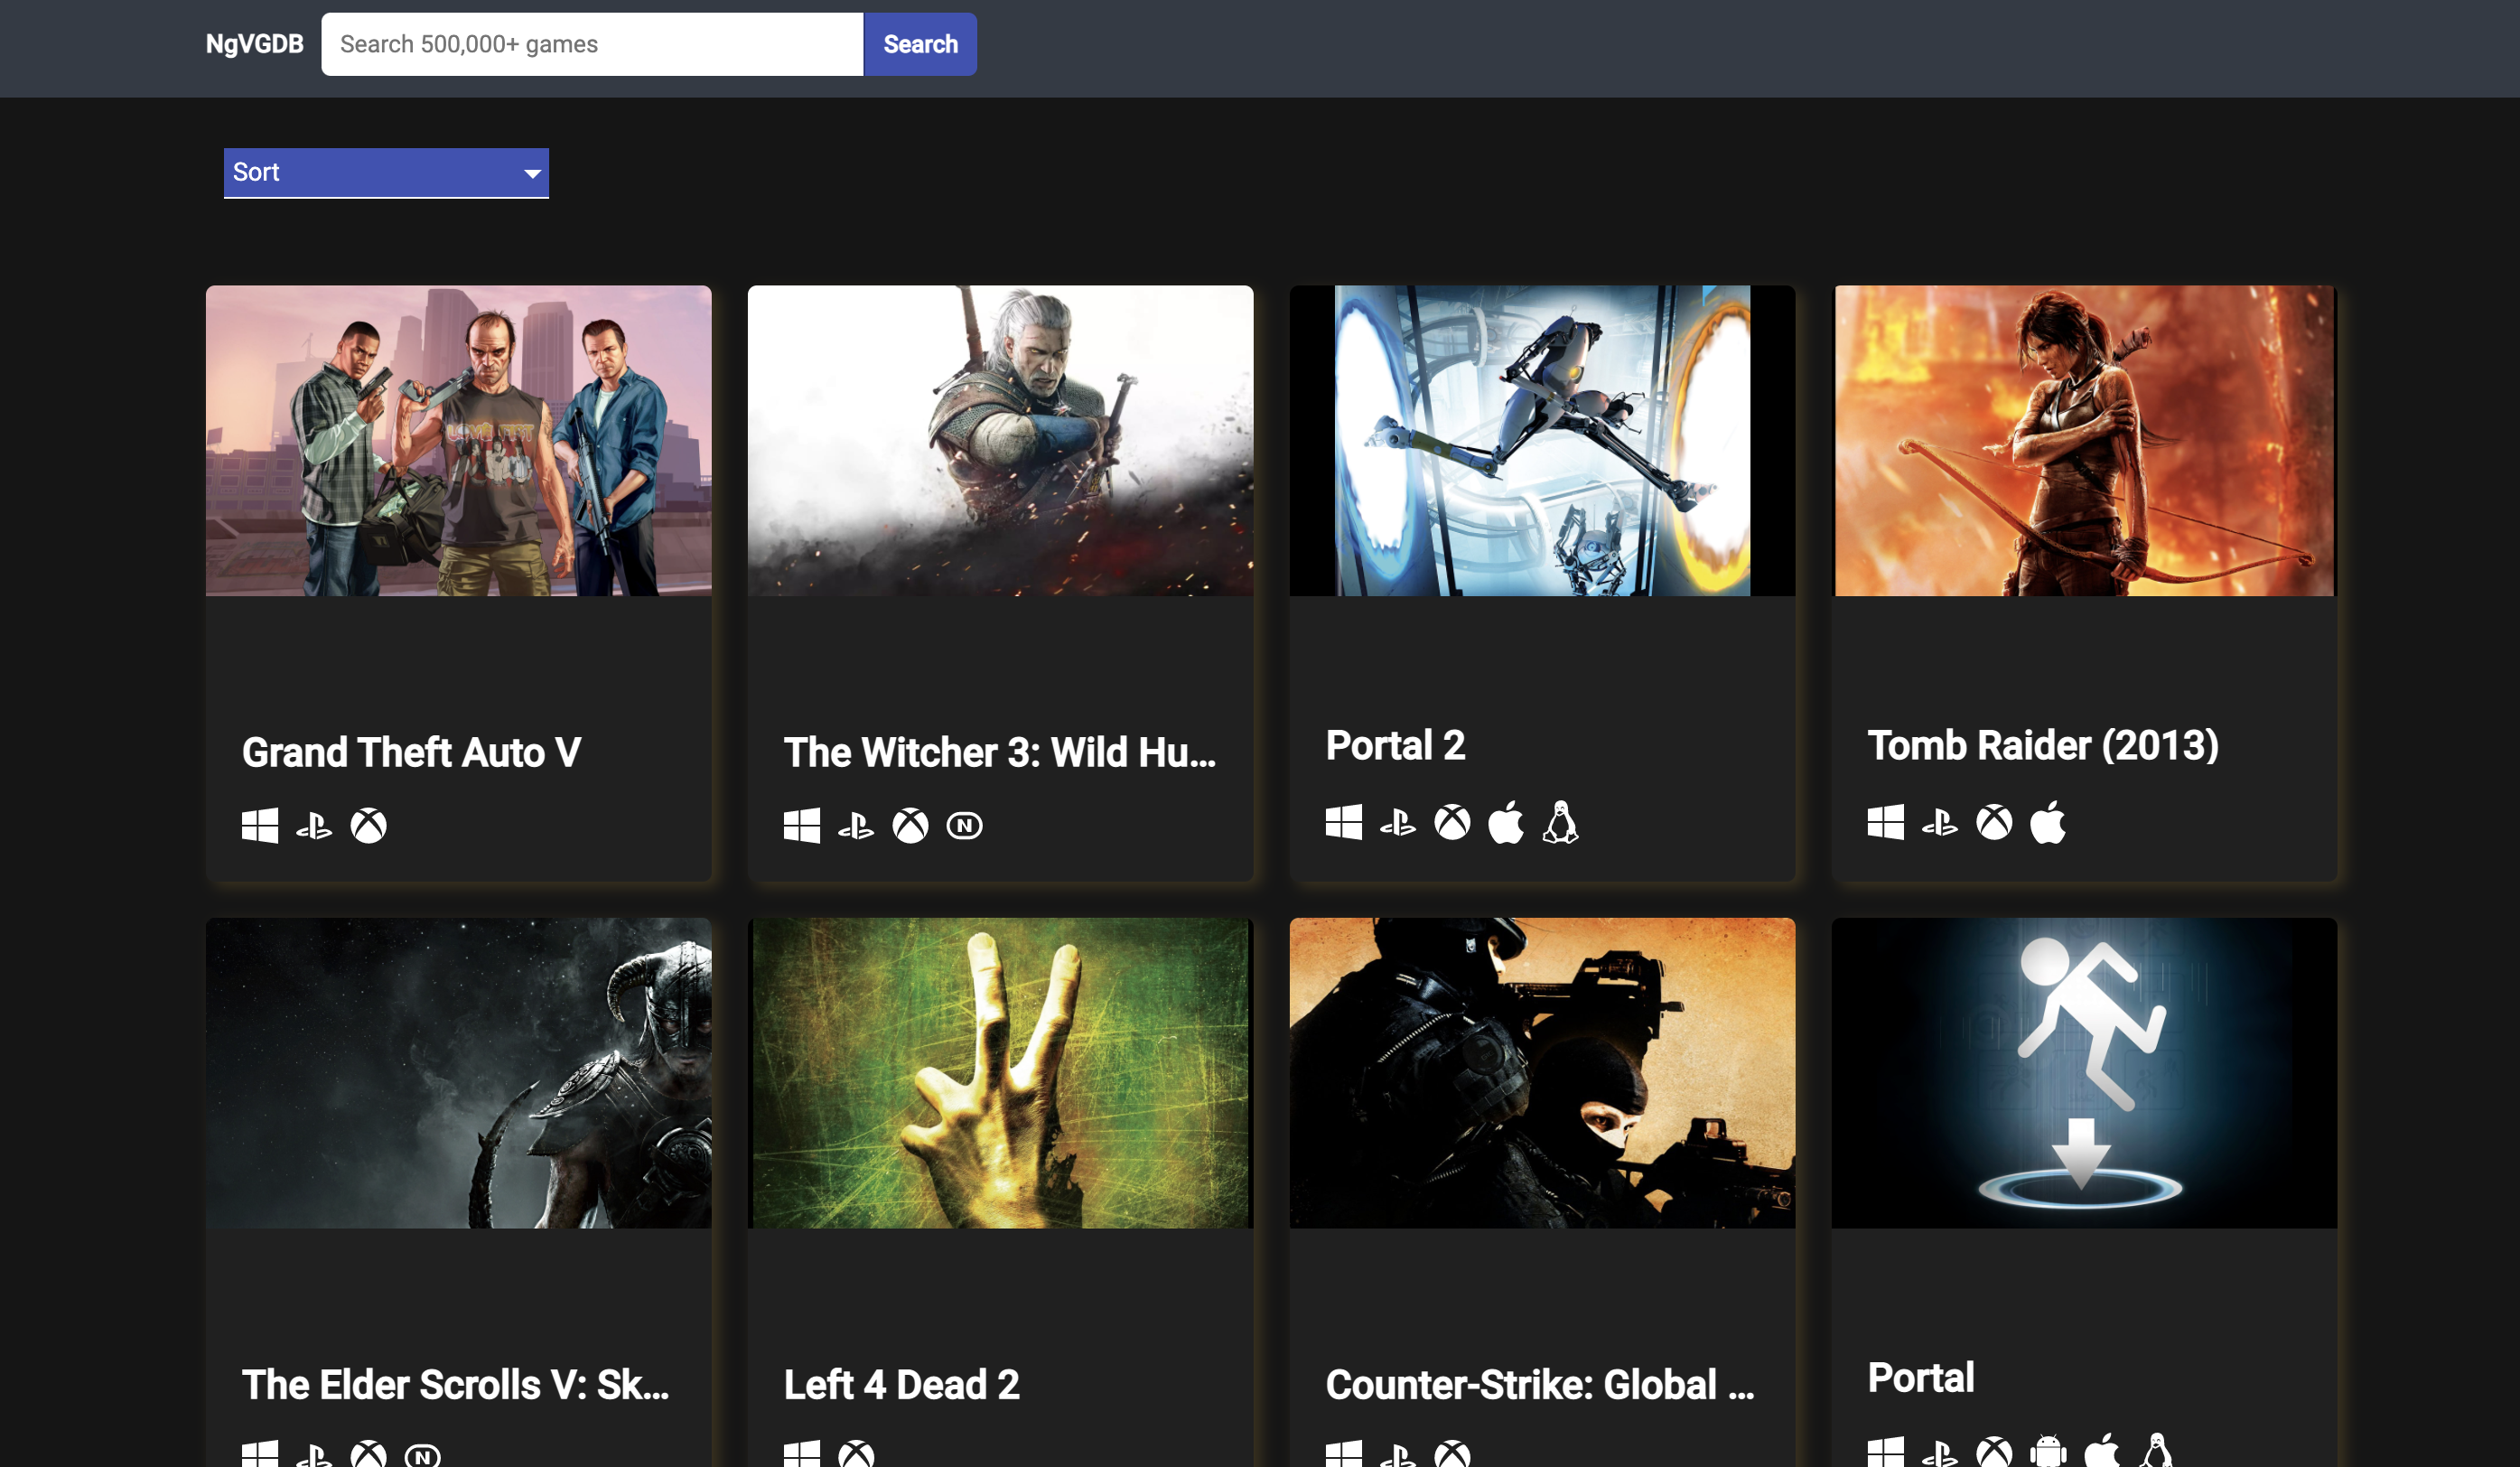 NgVGDB
Search 500,000+ games
Search
Sort
Grand Theft Auto V
The Witcher 3: Wild Hu...
Portal 2
Tomb Raider (2013)
The Elder Scrolls V: Sk...
Left 4 Dead 2
Counter-Strike: Global ...
Portal